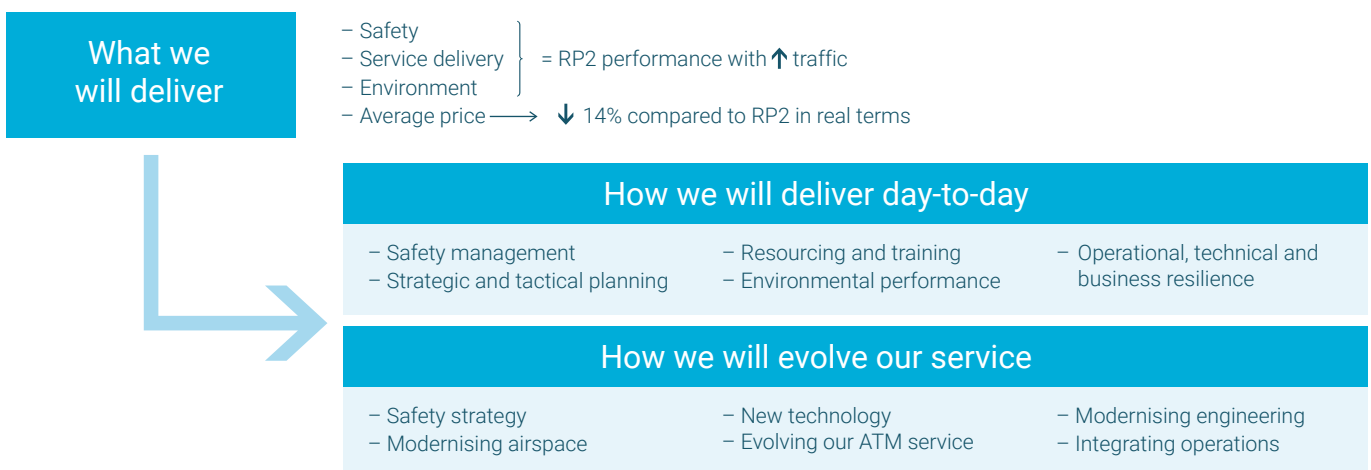 What we
will deliver
– Safety
– Service delivery = RP2 performance with ↑ traffic
– Environment
– Average price ⟶ ↓ 14% compared to RP2 in real terms
How we will deliver day-to-day
– Safety management
– Strategic and tactical planning
– Resourcing and training
– Environmental performance
– Operational, technical and
business resilience
How we will evolve our service
– Safety strategy
– Modernising airspace
– New technology
– Evolving our ATM service
– Modernising engineering
– Integrating operations